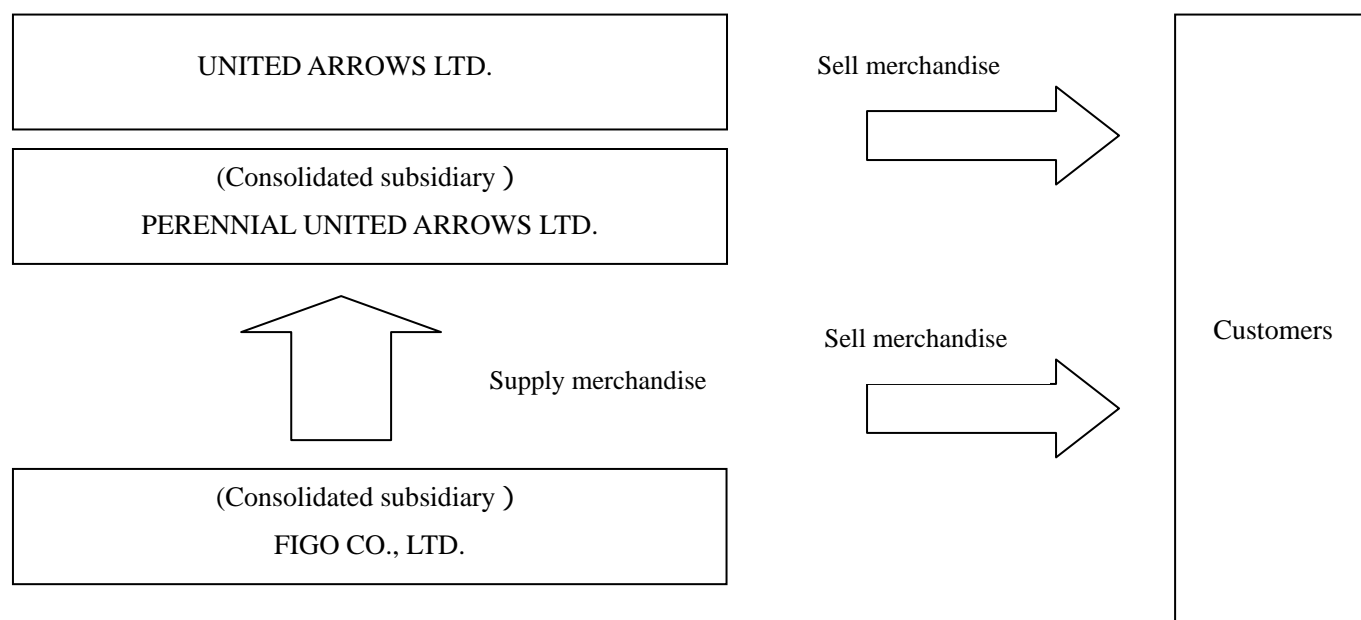 UNITED ARROWS LTD.
Sell merchandise
(Consolidated subsidiary )
PERENNIAL UNITED ARROWS LTD.
Customers
Sell merchandise
Supply merchandise
(Consolidated subsidiary )
FIGO CO., LTD.